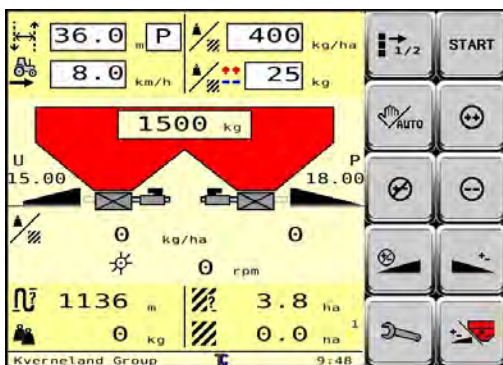 36.0 m P 400 kg/ha
8.0 km/h 25 kg
1500 kg
U P
15.00 18.00
0 kg/ha 0
0 rpm
1136 m ? 3.8 ha
0 kg 0.0 ha 1
Kverneland Group TC 9:48
1/2 START
AUTO